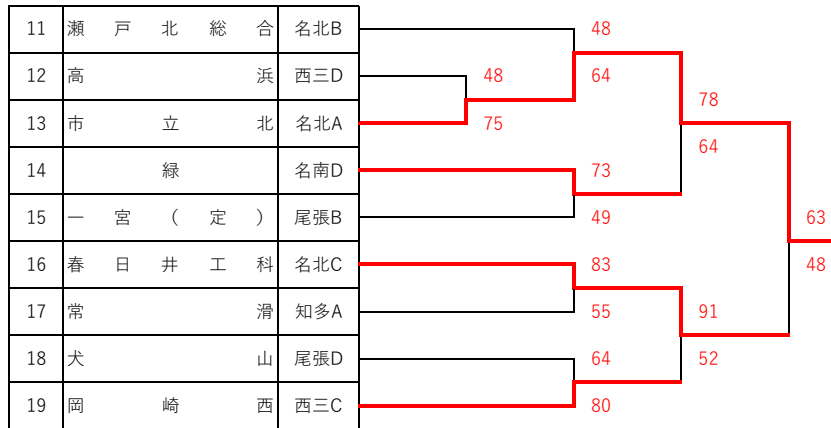 11 瀬戸北総合 名北B 48
12 高浜 西三D 48 64
78
13 市立北 名北A 75
64
14 緑 名南D 73
15 一宮(定) 尾張B 49 63
16 春日井工科 名北C 83 48
17 常滑 知多A 55 91
18 犬山 尾張D 64 52
19 岡崎西 西三C 80